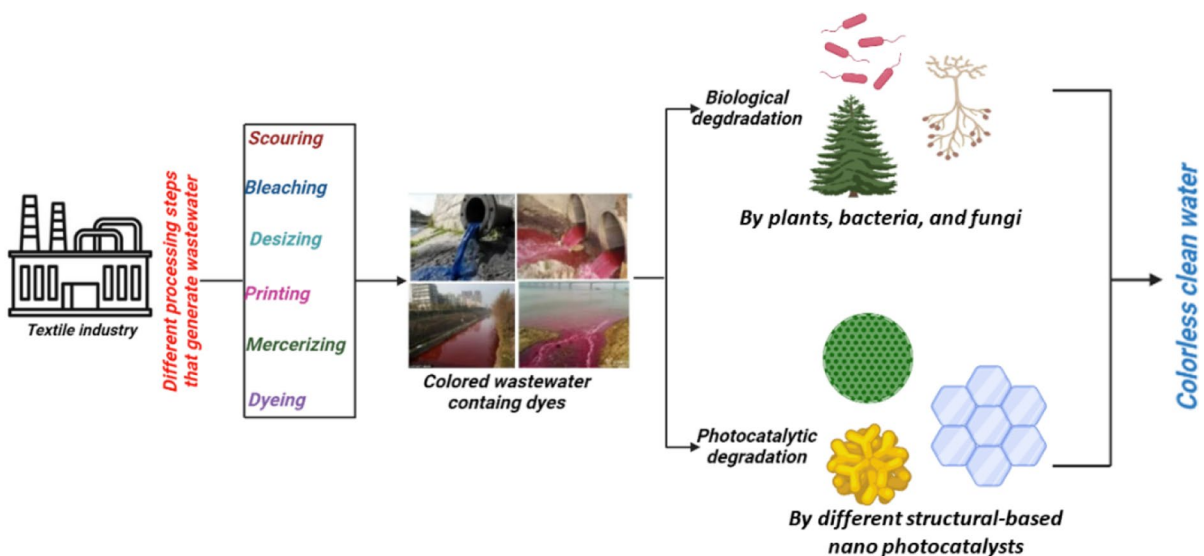 Textile industry
Different processing steps
that generate wastewater
Scouring
Bleaching
Desizing
Printing
Mercerizing
Dyeing
Colored wastewater
containg dyes
Biological
degdradation
By plants, bacteria, and fungi
Photocatalytic
degradation
By different structural-based
nano photocatalysts
Colorless clean water